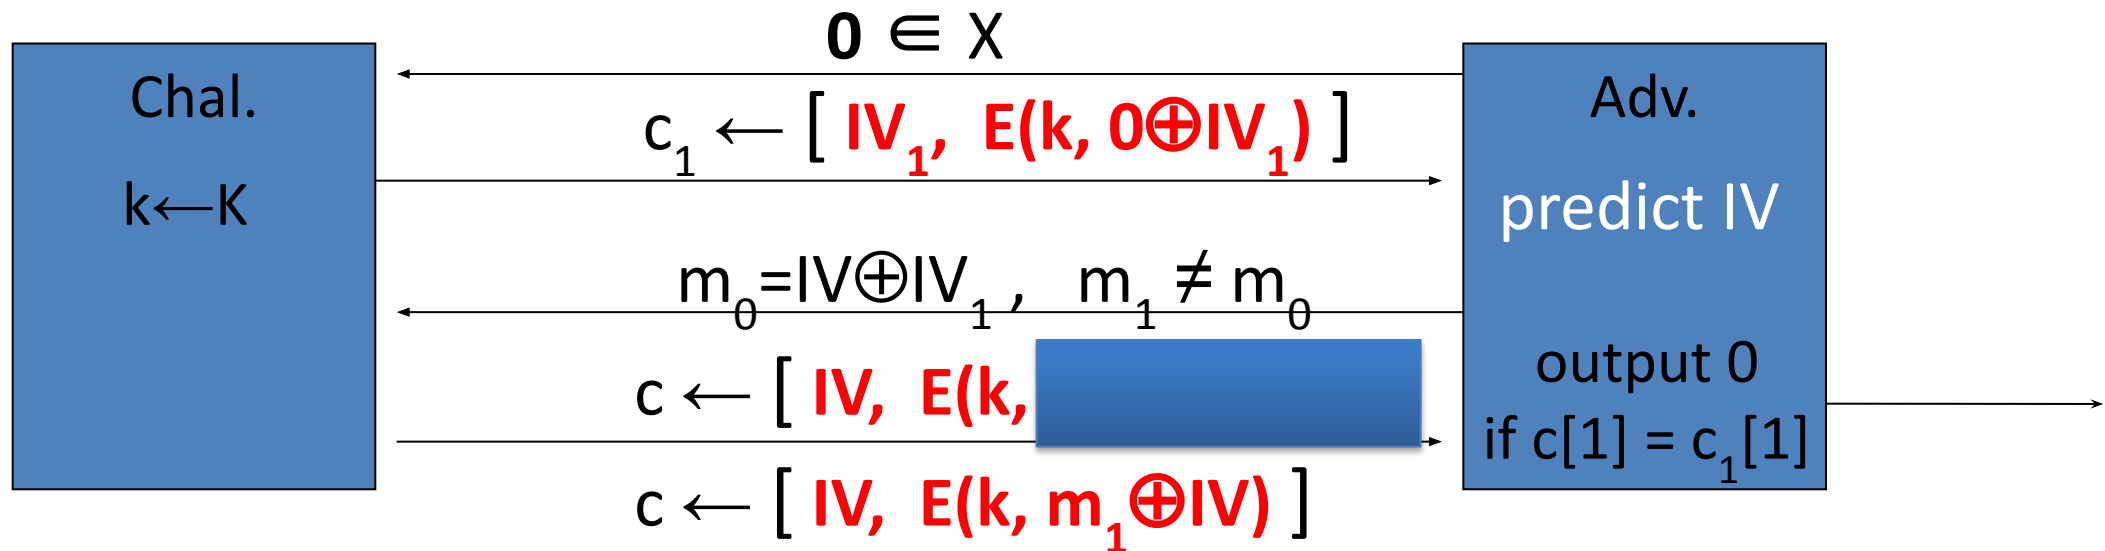 0 ∈ X
Chal.
k←K
c₁ ← [ IV₁, E(k, 0⊕IV₁) ]
Adv.
predict IV
m₀=IV⊕IV₁ , m₁ ≠ m₀
c ← [ IV, E(k,
c ← [ IV, E(k, m₁⊕IV) ]
output 0
if c[1] = c₁[1]